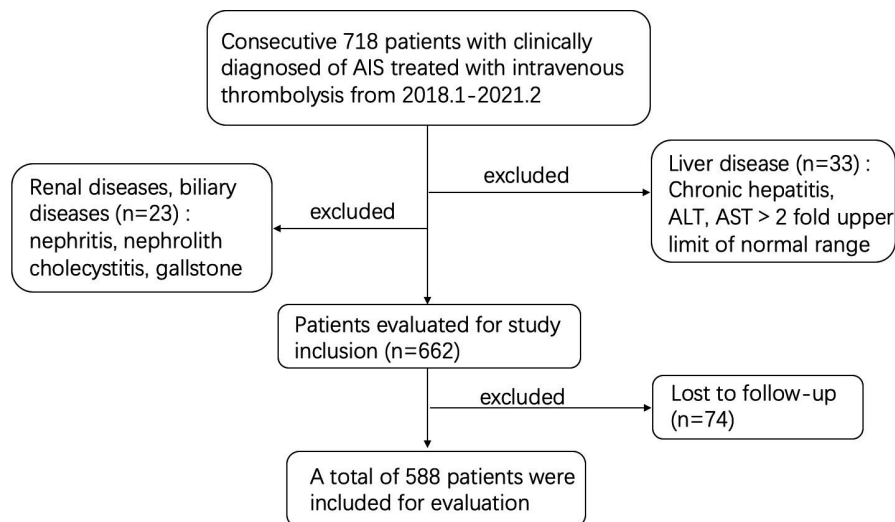 Consecutive 718 patients with clinically
diagnosed of AIS treated with intravenous
thrombolysis from 2018.1-2021.2
excluded
Liver disease (n=33) :
Chronic hepatitis,
ALT, AST > 2 fold upper
limit of normal range
Renal diseases, biliary
diseases (n=23) :
nephritis, nephrolith
cholecystitis, gallstone
excluded
Patients evaluated for study
inclusion (n=662)
excluded
Lost to follow-up
(n=74)
A total of 588 patients were
included for evaluation